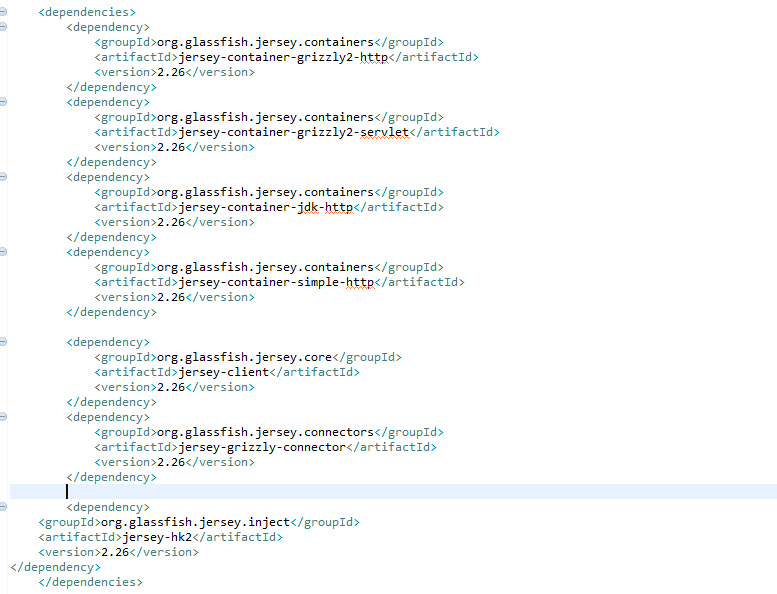 <dependencies>
<dependency>
<groupId>org.glassfish.jersey.containers</groupId>
<artifactId>jersey-container-grizzly2-http</artifactId>
<version>2.26</version>
</dependency>
<dependency>
<groupId>org.glassfish.jersey.containers</groupId>
<artifactId>jersey-container-grizzly2-servlet</artifactId>
<version>2.26</version>
</dependency>
<dependency>
<groupId>org.glassfish.jersey.containers</groupId>
<artifactId>jersey-container-jdk-http</artifactId>
<version>2.26</version>
</dependency>
<dependency>
<groupId>org.glassfish.jersey.containers</groupId>
<artifactId>jersey-container-simple-http</artifactId>
<version>2.26</version>
</dependency>
<dependency>
<groupId>org.glassfish.jersey.core</groupId>
<artifactId>jersey-client</artifactId>
<version>2.26</version>
</dependency>
<dependency>
<groupId>org.glassfish.jersey.connectors</groupId>
<artifactId>jersey-grizzly-connector</artifactId>
<version>2.26</version>
</dependency>
<dependency>
<groupId>org.glassfish.jersey.inject</groupId>
<artifactId>jersey-hk2</artifactId>
<version>2.26</version>
</dependency>
</dependencies>